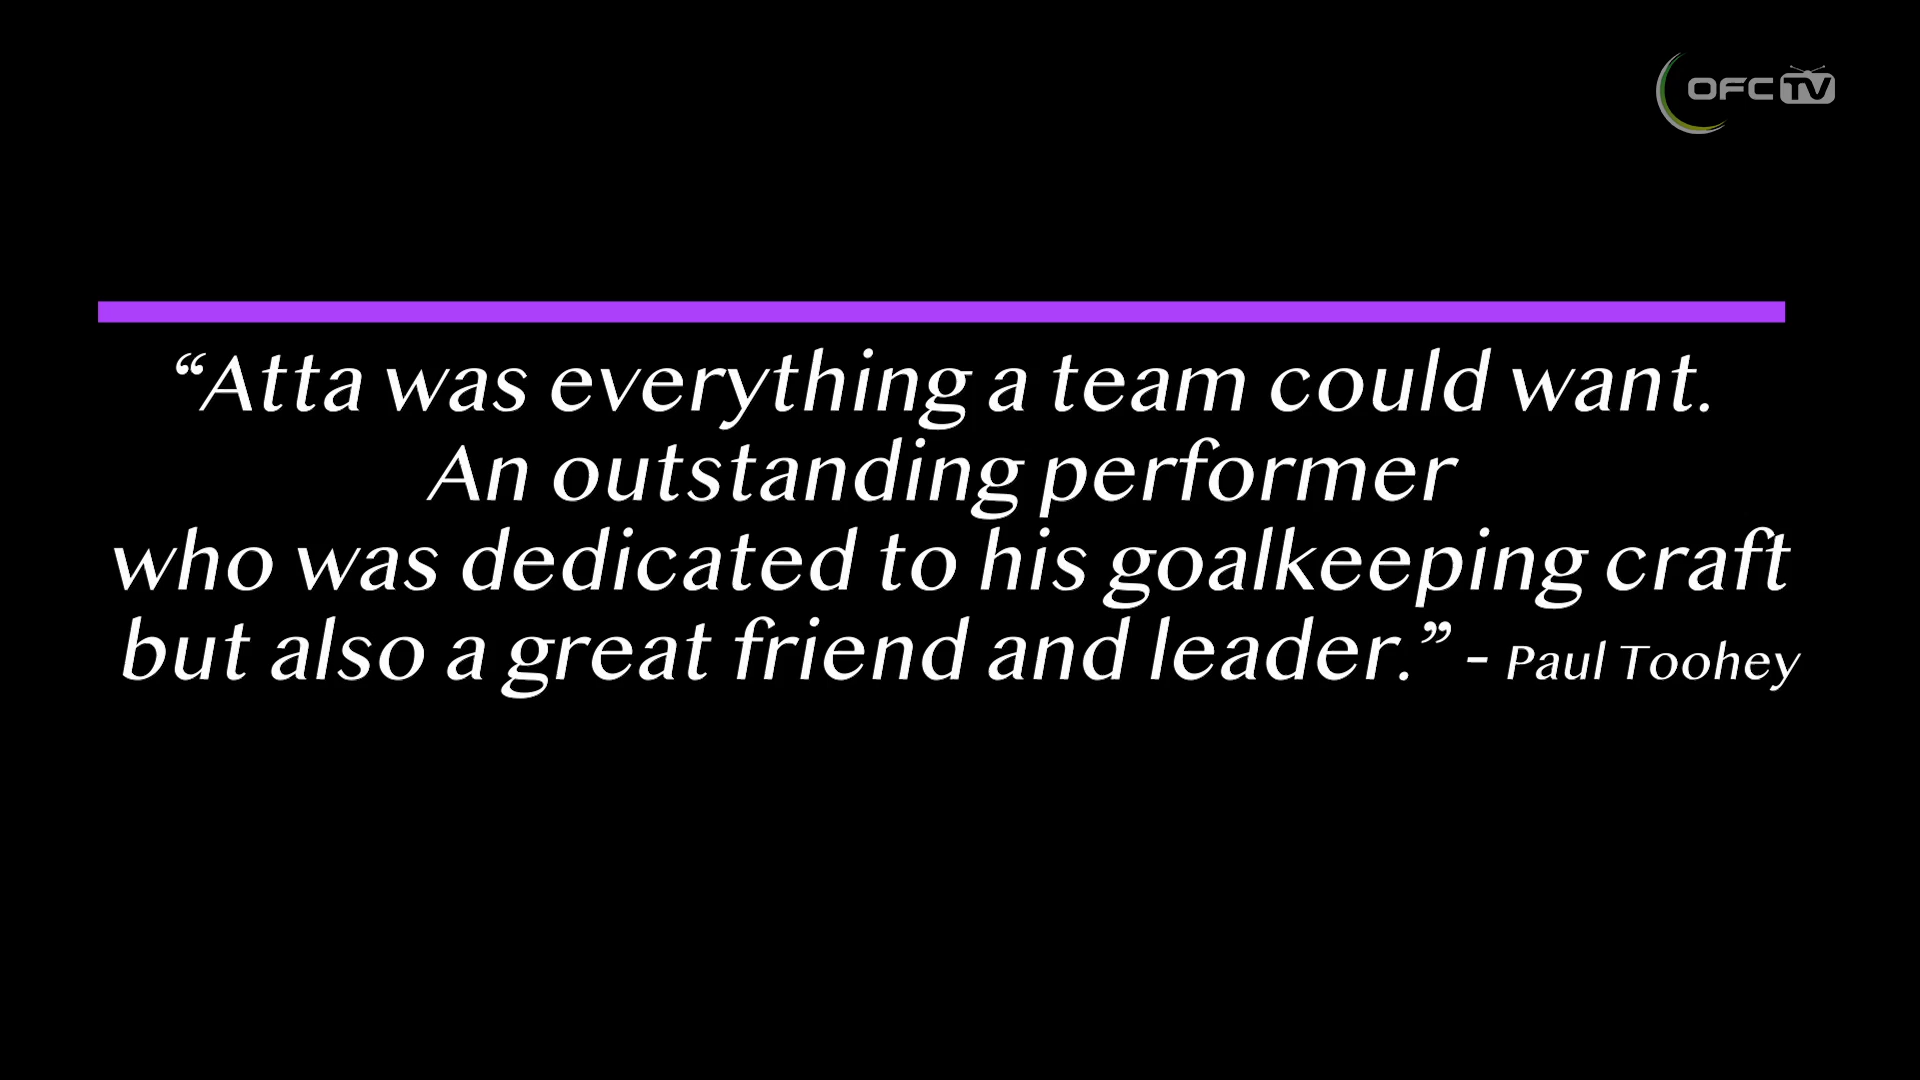 OFC TV
“Atta was everything a team could want.
An outstanding performer
who was dedicated to his goalkeeping craft
but also a great friend and leader.” - Paul Toohey